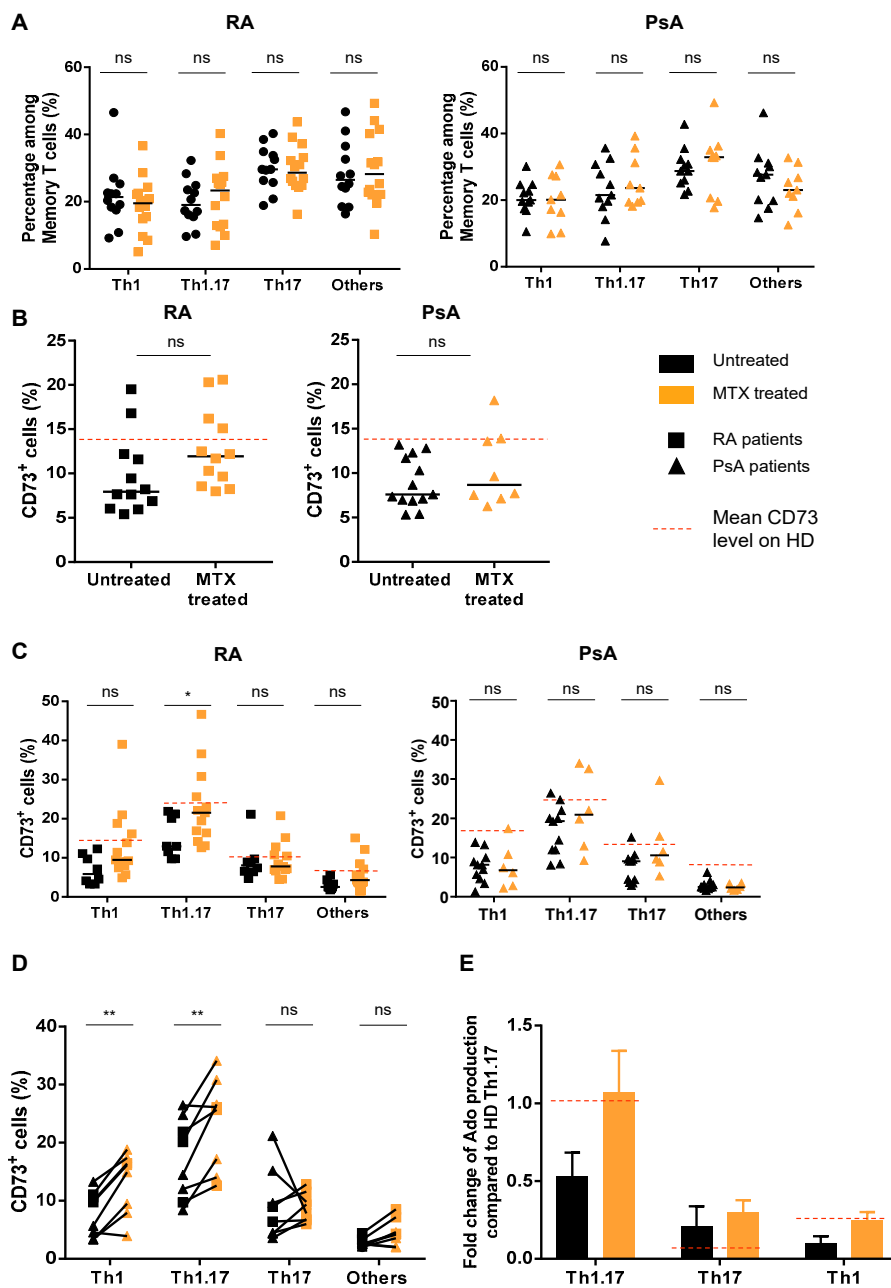 A
RA
PsA
ns ns ns ns
ns ns ns ns
Percentage among
Memory T cells (%)
60
40
20
0
Th1 Th1.17 Th17 Others
Percentage among
Memory T cells (%)
60
40
20
0
Th1 Th1.17 Th17 Others
B
RA
PsA
ns
ns
CD73+ cells (%)
25
20
15
10
5
0
Untreated MTX
treated
CD73+ cells (%)
25
20
15
10
5
0
Untreated MTX
treated
Untreated
MTX treated
RA patients
PsA patients
Mean CD73
level on HD
C
RA
PsA
ns * ns ns
ns ns ns ns
CD73+ cells (%)
50
40
30
20
10
0
Th1 Th1.17 Th17 Others
CD73+ cells (%)
50
40
30
20
10
0
Th1 Th1.17 Th17 Others
D
** ** ns ns
CD73+ cells (%)
40
30
20
10
0
Th1 Th1.17 Th17 Others
E
Fold change of Ado production
compared to HD Th1.17
1.5
1.0
0.5
0.0
Th1.17 Th17 Th1